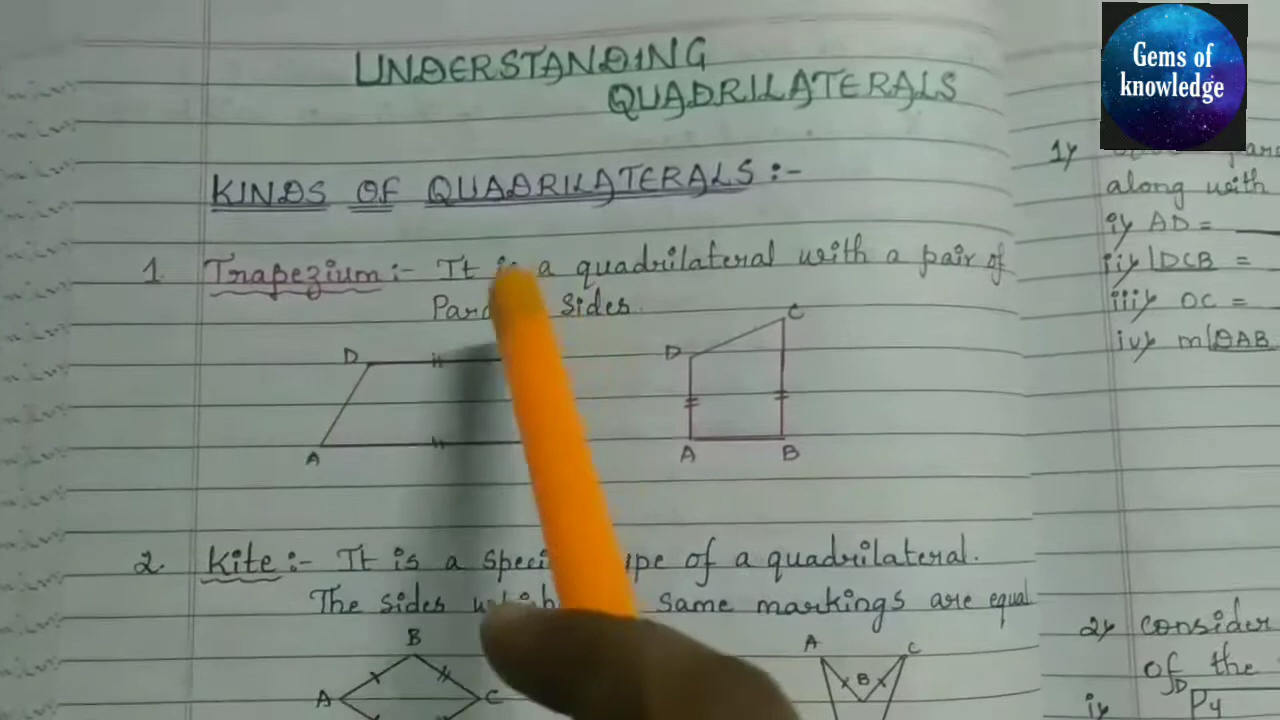 Gems of
knowledge
UNDERSTANDING
QUADRILATERALS
KINDS OF QUADRILATERALS :-
1. Trapezium :- It is a quadrilateral with a pair of
sides.
D
A
C
D
A B
2. Kite :- It is a of a quadrilateral.
The sides same markings are equal
B
A C
A C
B
1)
along with
i) AD =
ii) ∠DCB =
iii) OC =
iv) m∠DAB
2) Consider
of the
D
i)